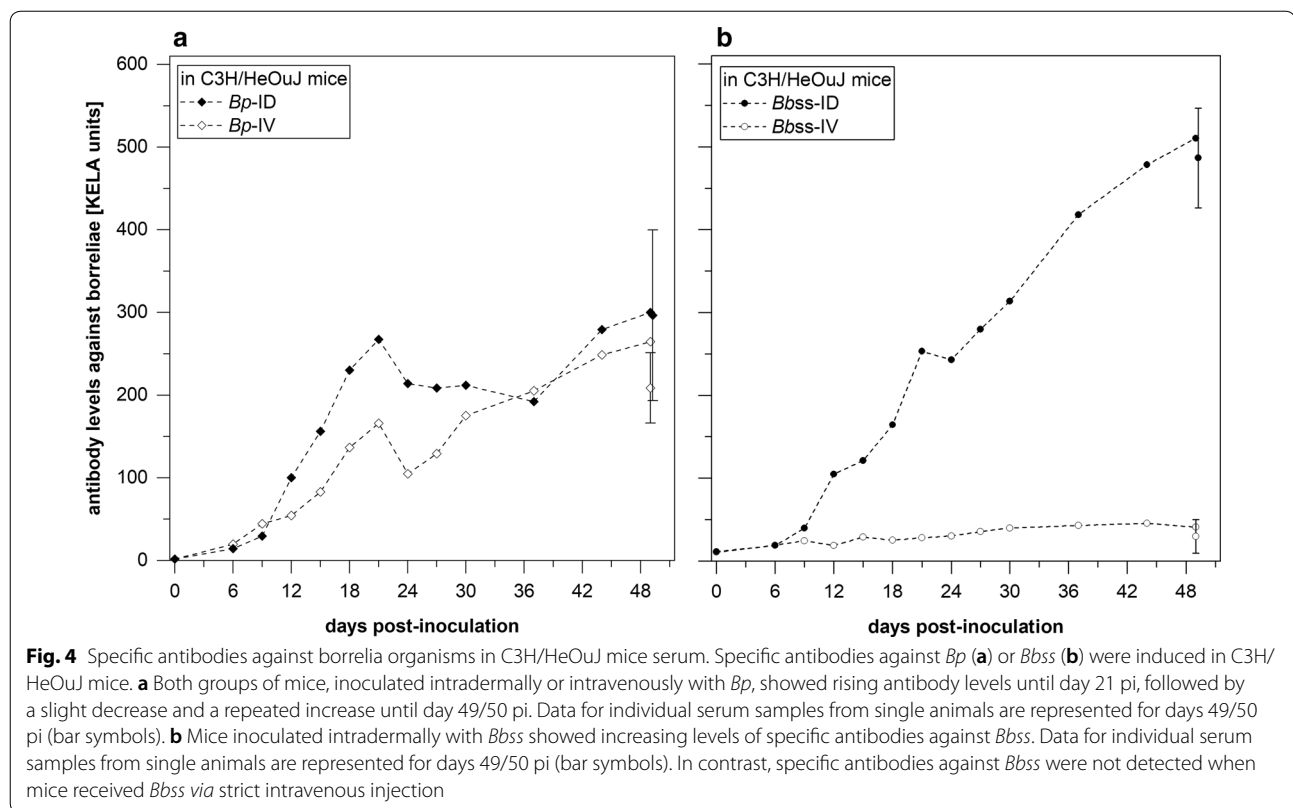 a
b
600
500
400
300
200
100
0
antibody levels against borreliae [KELA units]
in C3H/HeOuJ mice
Bp-ID
Bp-IV
in C3H/HeOuJ mice
Bbss-ID
Bbss-IV
0 6 12 18 24 30 36 42 48
0 6 12 18 24 30 36 42 48
days post-inoculation
days post-inoculation
Fig. 4 Specific antibodies against borrelia organisms in C3H/HeOuJ mice serum. Specific antibodies against Bp (a) or Bbss (b) were induced in C3H/
HeOuJ mice. a Both groups of mice, inoculated intradermally or intravenously with Bp, showed rising antibody levels until day 21 pi, followed by
a slight decrease and a repeated increase until day 49/50 pi. Data for individual serum samples from single animals are represented for days 49/50
pi (bar symbols). b Mice inoculated intradermally with Bbss showed increasing levels of specific antibodies against Bbss. Data for individual serum
samples from single animals are represented for days 49/50 pi (bar symbols). In contrast, specific antibodies against Bbss were not detected when
mice received Bbss via strict intravenous injection